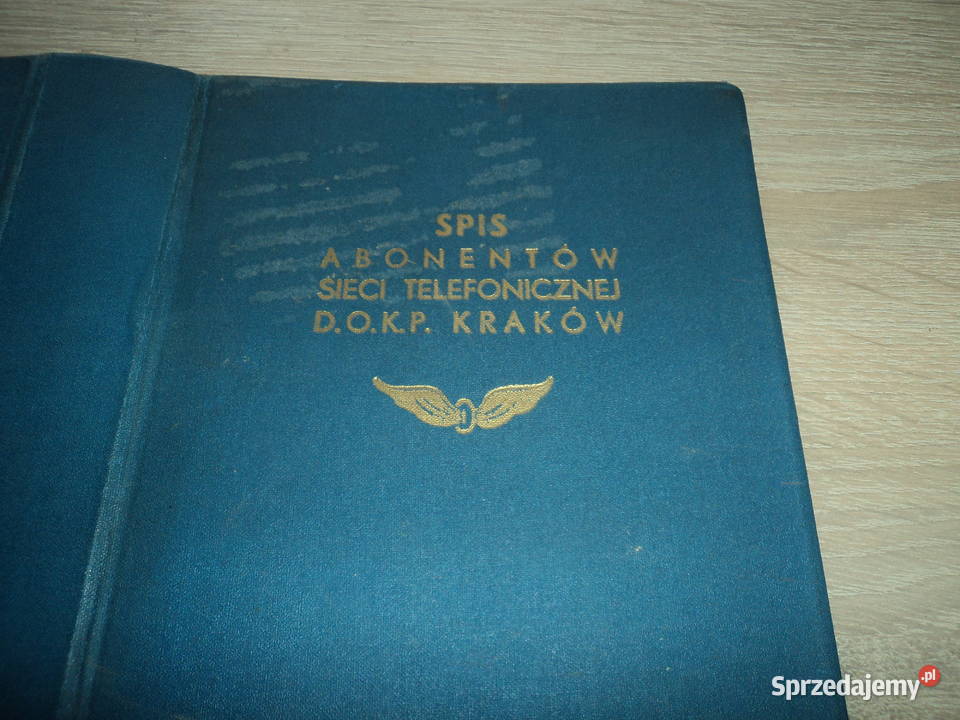 SPIS
ABONENTÓW
SIECI TELEFONICZNEJ
D.O.K.P. KRAKÓW
Sprzedajemy.pl